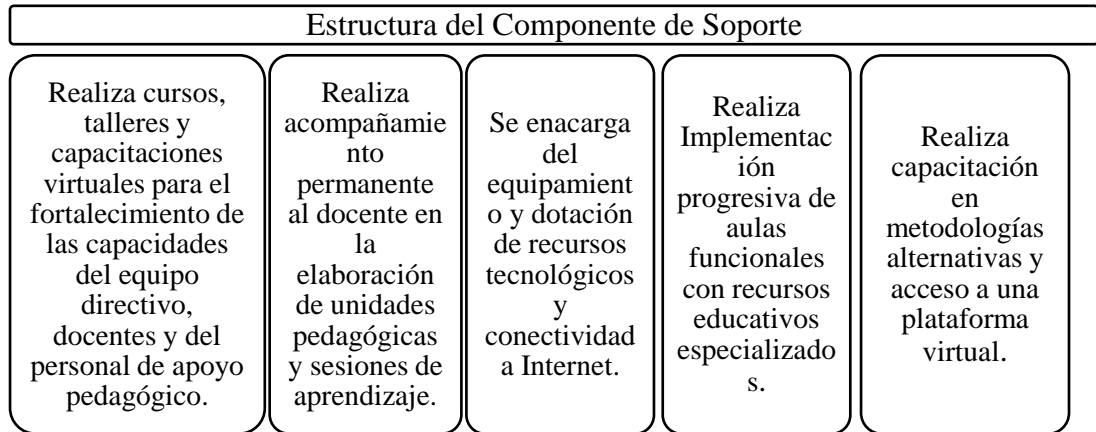 Estructura del Componente de Soporte
Realiza cursos,
talleres y
capacitaciones
virtuales para el
fortalecimiento de
las capacidades
del equipo
directivo,
docentes y del
personal de apoyo
pedagógico.
Realiza
acompañamie
nto
permanente
al docente en
la
elaboración
de unidades
pedagógicas
y sesiones de
aprendizaje.
Se enacarga
del
equipamient
o y dotación
de recursos
tecnológicos
y
conectividad
a Internet.
Realiza
Implementac
ión
progresiva de
aulas
funcionales
con recursos
educativos
especializado
s.
Realiza
capacitación
en
metodologías
alternativas y
acceso a una
plataforma
virtual.